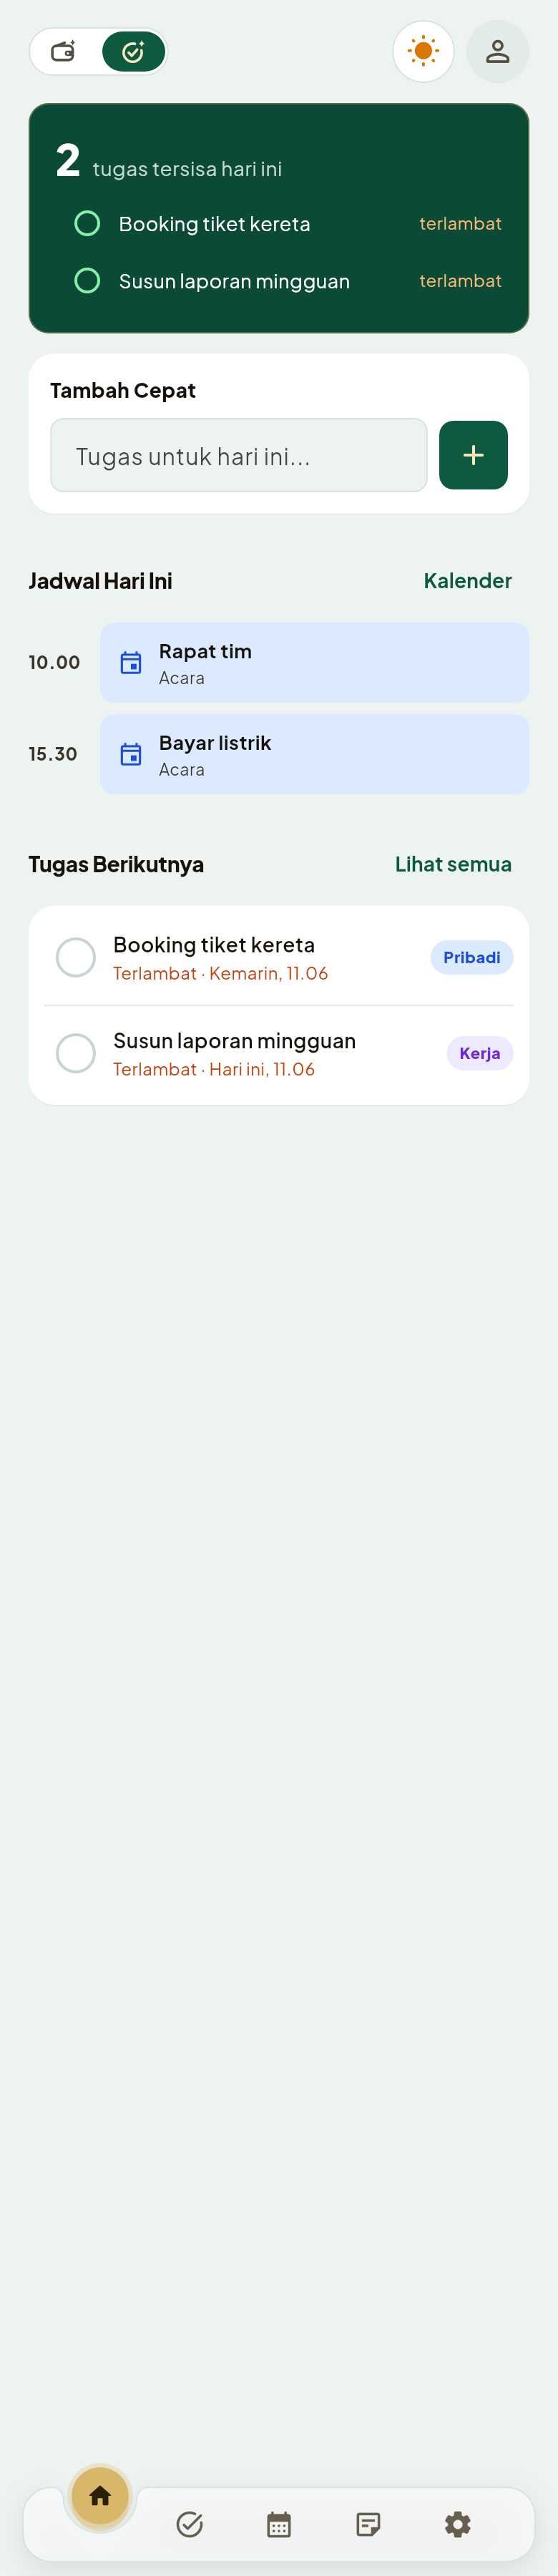 2 tugas tersisa hari ini
Booking tiket kereta terlambat
Susun laporan mingguan terlambat
Tambah Cepat
Tugas untuk hari ini...
Jadwal Hari Ini Kalender
10.00 Rapat tim
Acara
15.30 Bayar listrik
Acara
Tugas Berikutnya Lihat semua
Booking tiket kereta Pribadi
Terlambat · Kemarin, 11.06
Susun laporan mingguan Kerja
Terlambat · Hari ini, 11.06